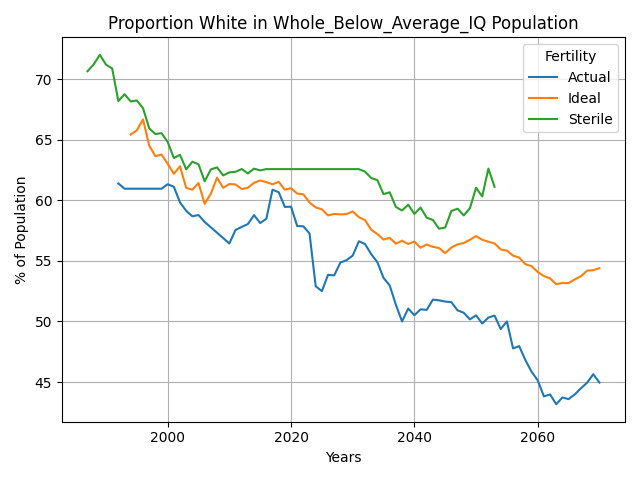 Proportion White in Whole_Below_Average_IQ Population
% of Population
70
65
60
55
50
45
Fertility
Actual
Ideal
Sterile
2000
2020
2040
2060
Years